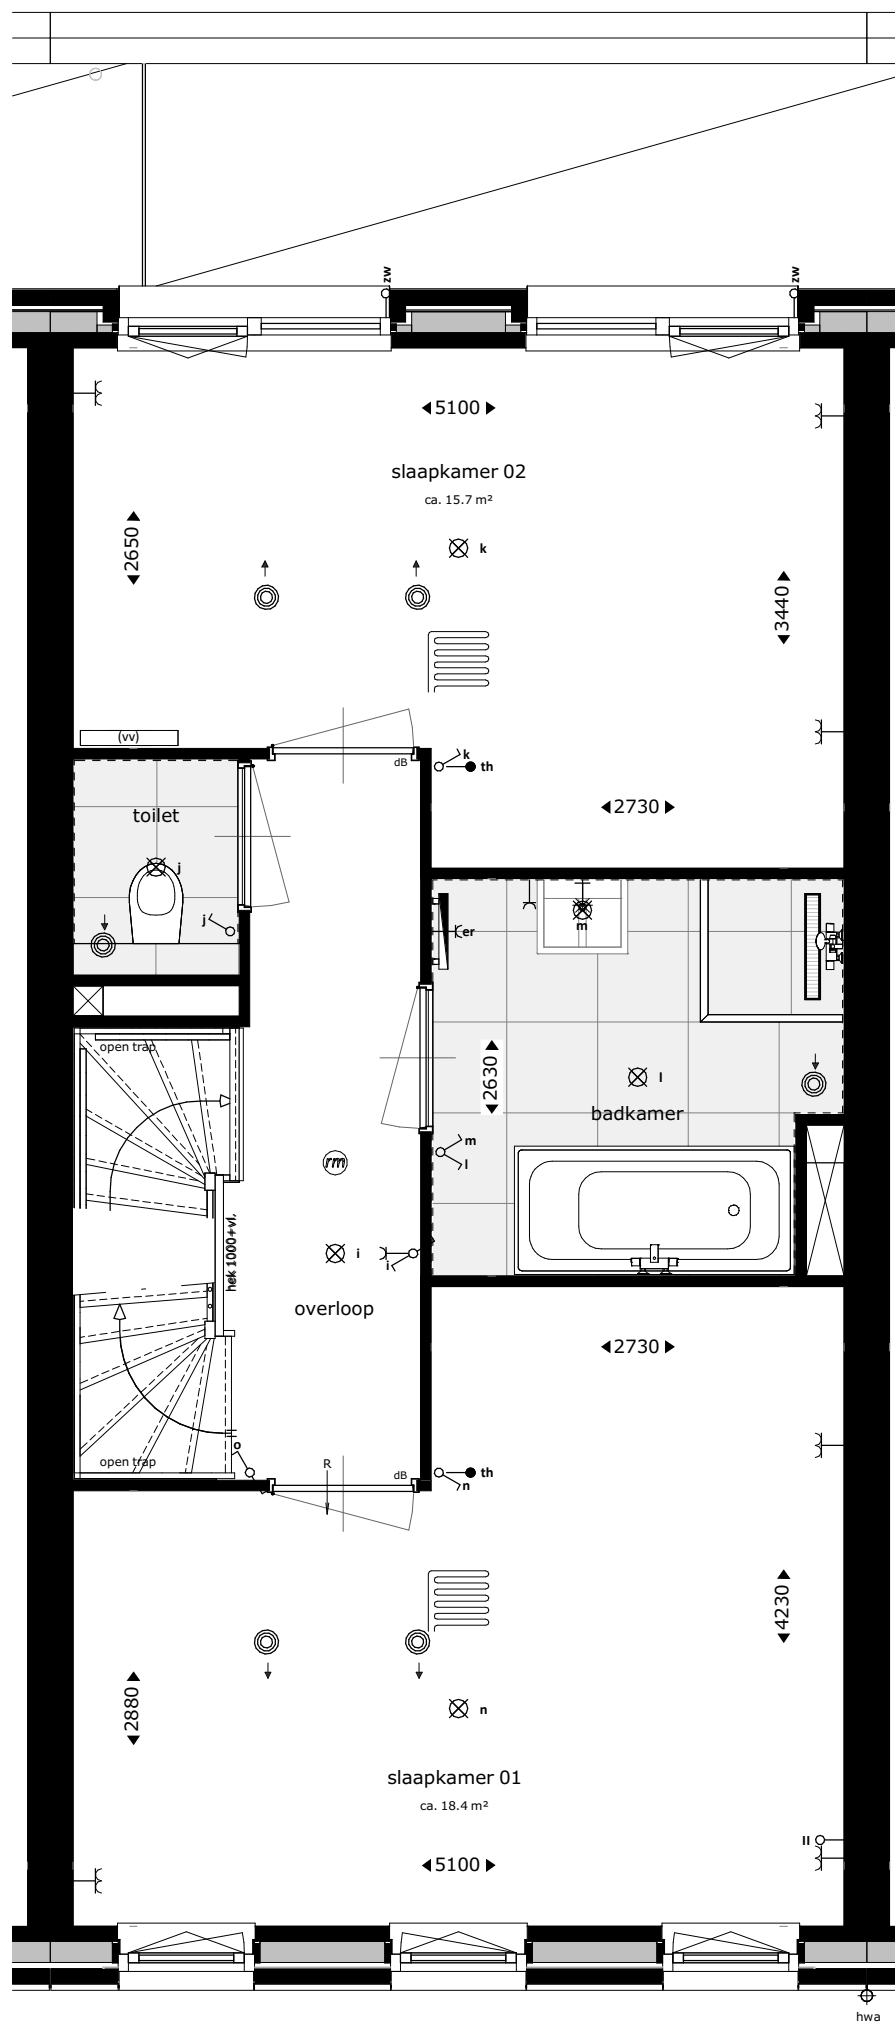 zw
zw
5100
slaapkamer 02
ca. 15.7 m²
2650
k
3440
(vv)
dB
k
th
2730
toilet
j
j
m
er
open trap
2630
l
badkamer
m
l
rm
hek 1000+vl.
i
i
overloop
2730
o
open trap
R
dB
th
n
4230
2880
n
slaapkamer 01
ca. 18.4 m²
II
5100
hwa